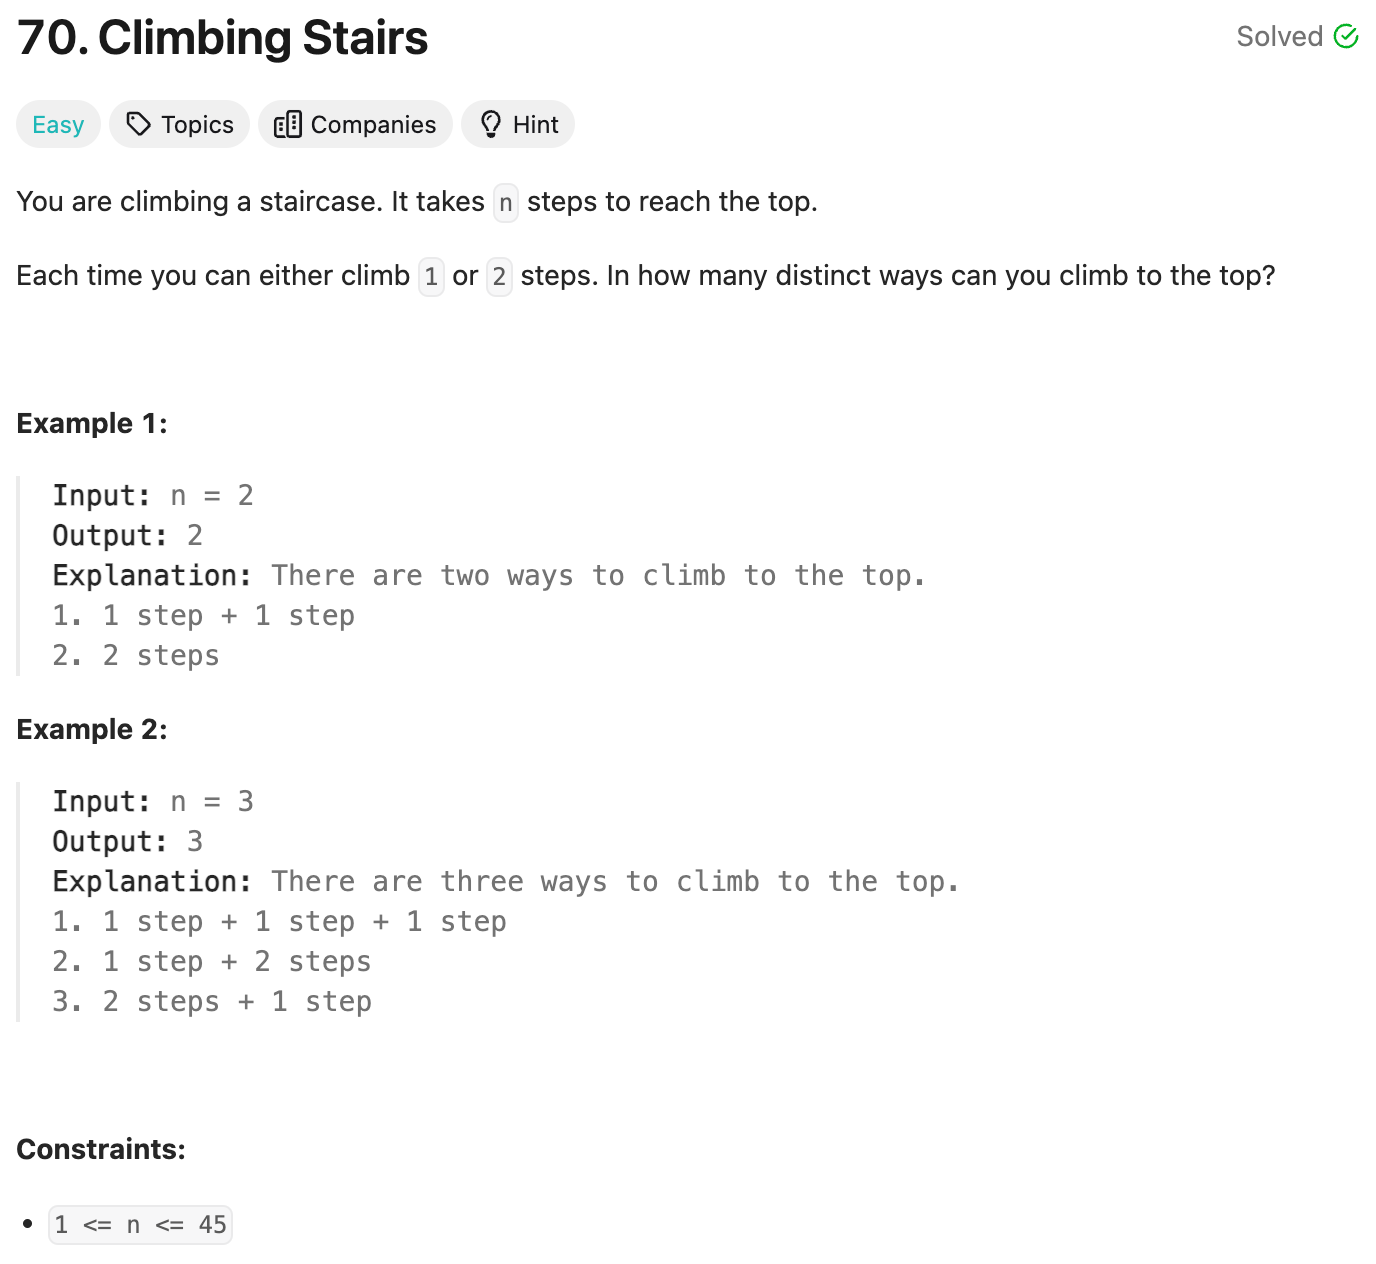 70. Climbing Stairs
Solved
Easy
Topics
Companies
Hint
You are climbing a staircase. It takes n steps to reach the top.
Each time you can either climb 1 or 2 steps. In how many distinct ways can you climb to the top?
Example 1:
Input: n = 2
Output: 2
Explanation: There are two ways to climb to the top.
1. 1 step + 1 step
2. 2 steps
Example 2:
Input: n = 3
Output: 3
Explanation: There are three ways to climb to the top.
1. 1 step + 1 step + 1 step
2. 1 step + 2 steps
3. 2 steps + 1 step
Constraints:
• 1 <= n <= 45